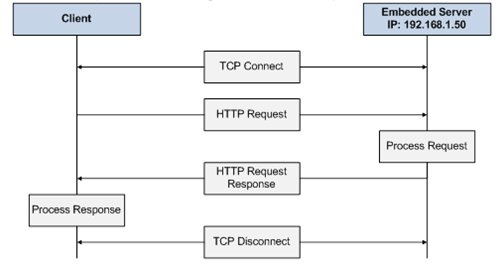 Client
Embedded Server
IP: 192.168.1.50
TCP Connect
HTTP Request
Process Request
HTTP Request
Response
Process Response
TCP Disconnect